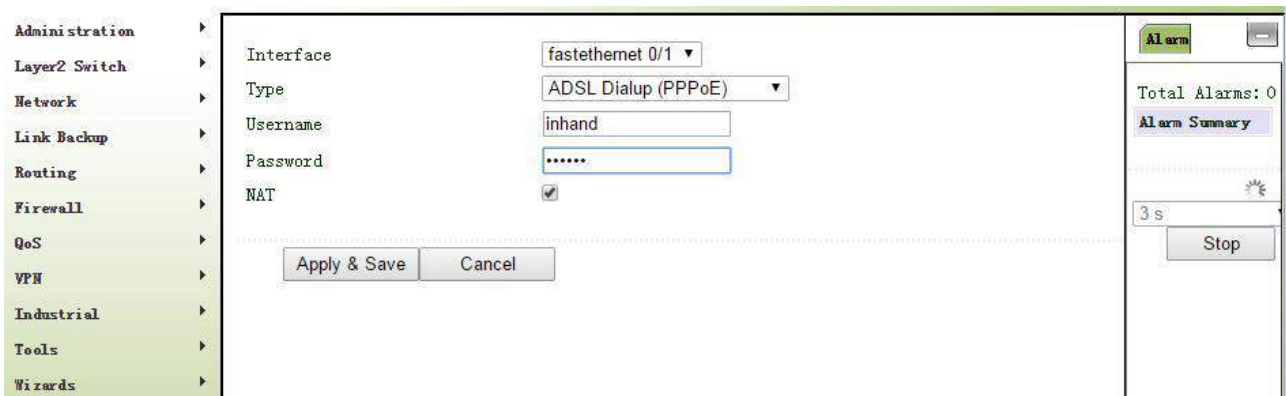 Administration
Layer2 Switch
Network
Link Backup
Routing
Firewall
QoS
VPN
Industrial
Tools
Wizards
Interface fastethernet 0/1
Type ADSL Dialup (PPPoE)
Username inhand
Password ••••••
NAT
Apply & Save Cancel
Alarm
Total Alarms: 0
Alarm Summary
3 s
Stop